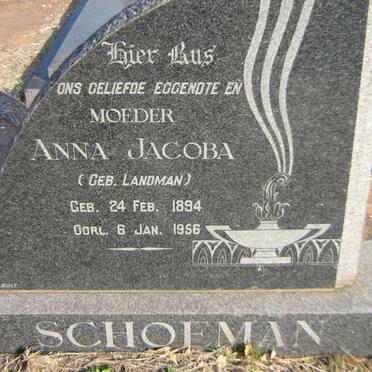 Hier Rus
ONS GELIEFDE EGGENOTE EN
MOEDER
ANNA JACOBA
(GEB. LANDMAN)
GEB. 24 FEB. 1894
OORL. 6 JAN. 1956
SCHOEMAN